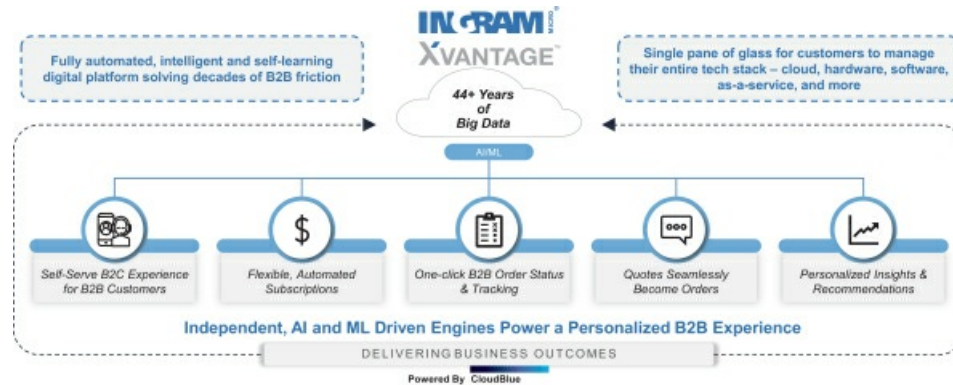 INGRAM MICRO®
XVANTAGE™
Fully automated, intelligent and self-learning
digital platform solving decades of B2B friction
Single pane of glass for customers to manage
their entire tech stack – cloud, hardware, software,
as-a-service, and more
44+ Years
of
Big Data
AI/ML
$
Self-Serve B2C Experience
for B2B Customers
Flexible, Automated
Subscriptions
One-click B2B Order Status
& Tracking
Quotes Seamlessly
Become Orders
Personalized Insights &
Recommendations
Independent, AI and ML Driven Engines Power a Personalized B2B Experience
DELIVERING BUSINESS OUTCOMES
Powered By CloudBlue